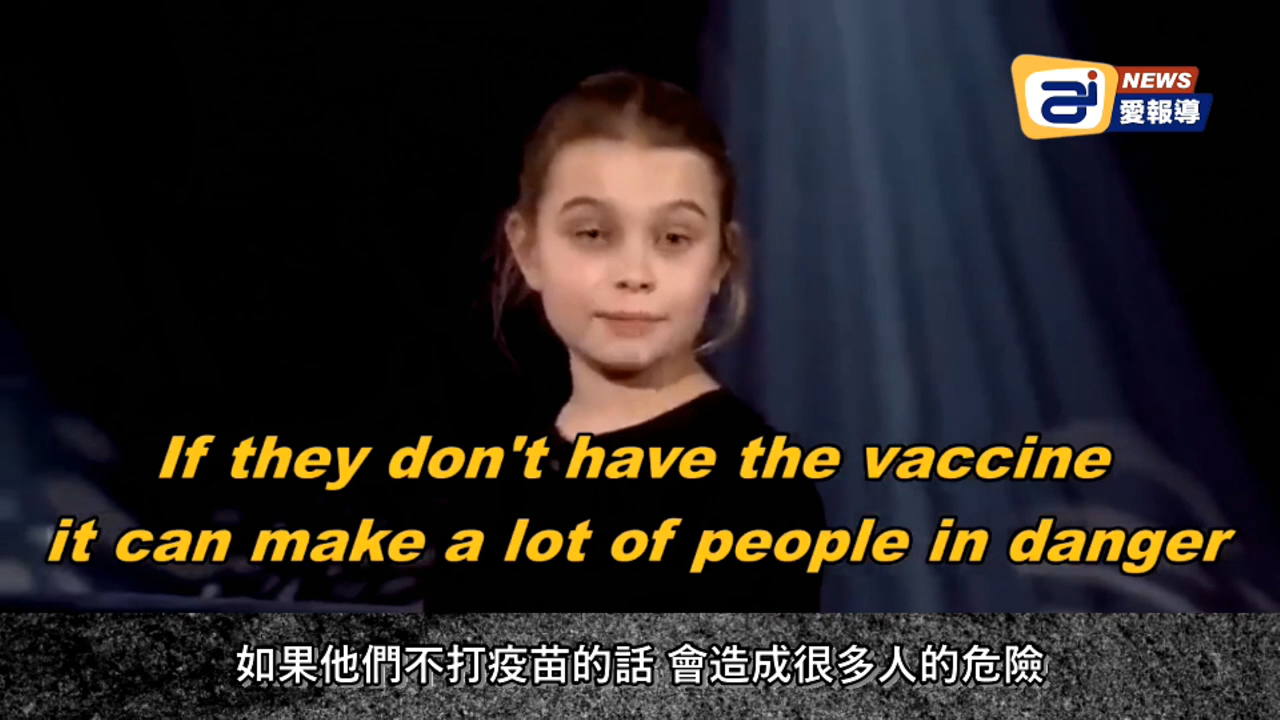 NEWS
愛報導
If they don't have the vaccine
it can make a lot of people in danger
如果他們不打疫苗的話 會造成很多人的危險